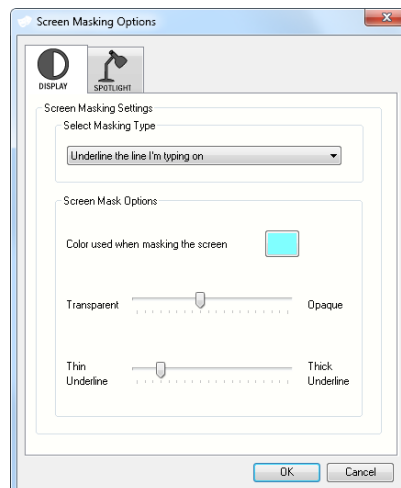 Screen Masking Options
DISPLAY
SPOTLIGHT
Screen Masking Settings
Select Masking Type
Underline the line I'm typing on
Screen Mask Options
Color used when masking the screen
Transparent Opaque
Thin Thick
Underline Underline
OK Cancel